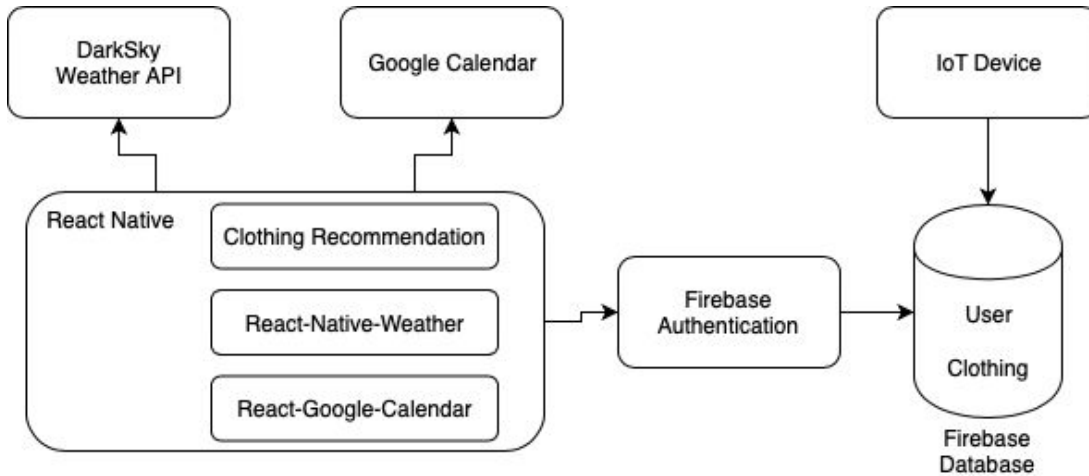 DarkSky
Weather API
Google Calendar
IoT Device
React Native
Clothing Recommendation
React-Native-Weather
React-Google-Calendar
Firebase
Authentication
User
Clothing
Firebase
Database